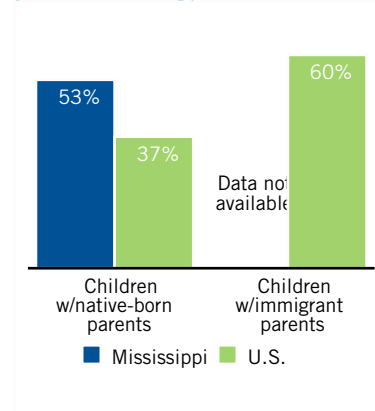 60%
53%
37%
Data not
available
Children
w/native-born
parents
Children
w/immigrant
parents
Mississippi
U.S.